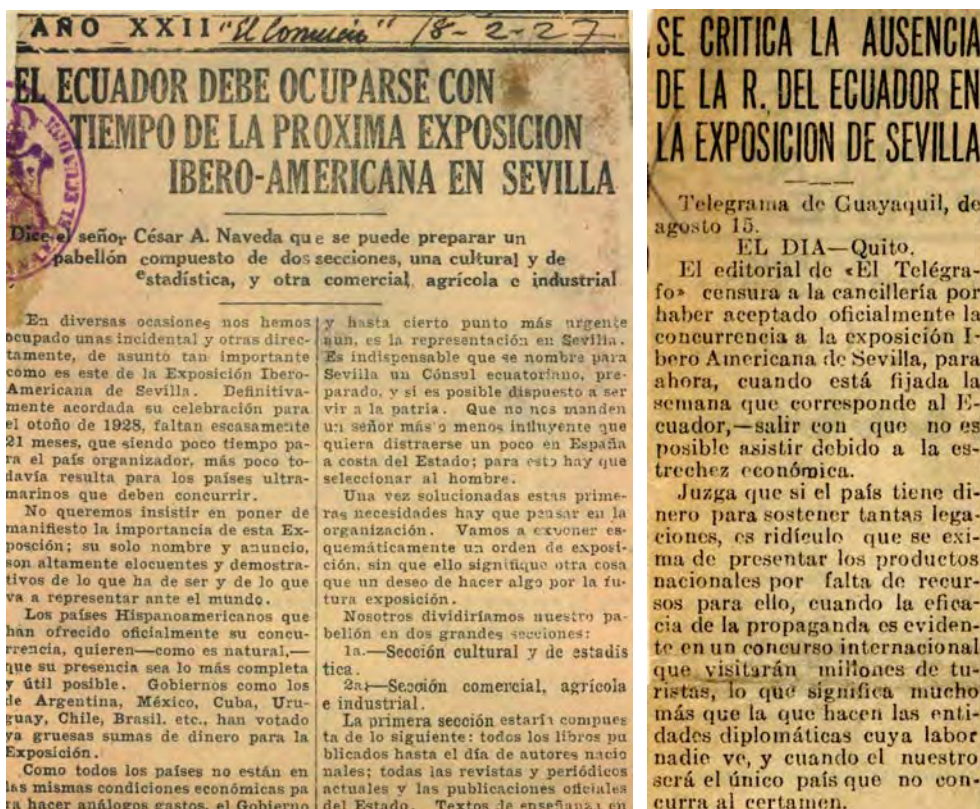 AÑO XXII "El Comercio" 18-2-27
EL ECUADOR DEBE OCUPARSE CON
TIEMPO DE LA PROXIMA EXPOSICION
IBERO-AMERICANA EN SEVILLA
Dice el señor César A. Naveda que se puede preparar un
pabellón compuesto de dos secciones, una cultural y de
estadística, y otra comercial, agrícola e industrial
En diversas ocasiones nos hemos
ocupado unas incidental y otras direc-
tamente, de asunto tan importante
como es este de la Exposición Ibero-
Americana de Sevilla. Definitiva-
mente acordada su celebración para
el otoño de 1928, faltan escasamente
21 meses, que siendo poco tiempo pa-
ra el país organizador, más poco to-
davía resulta para los países ultra-
marinos que deben concurrir.
No queremos insistir en poner de
manifiesto la importancia de esta Ex-
posción; su solo nombre y anuncio,
son altamente elocuentes y demostra-
tivos de lo que ha de ser y de lo que
va a representar ante el mundo.
Los países Hispanoamericanos que
han ofrecido oficialmente su concu-
rrencia, quieren—como es natural,—
que su presencia sea lo más completa
y útil posible. Gobiernos como los
de Argentina, México, Cuba, Uru-
guay, Chile, Brasil. etc., han votado
ya gruesas sumas de dinero para la
Exposición.
Como todos los países no están en
las mismas condiciones económicas pa
ra hacer análogos gastos, el Gobierno
y hasta cierto punto más urgente
aun, es la representación en Sevilla.
Es indispensable que se nombre para
Sevilla un Cónsul ecuatoriano, pre-
parado, y si es posible dispuesto a ser
vir a la patria. Que no nos manden
un señor más o menos influyente que
quiera distraerse un poco en España
a costa del Estado; para esto hay que
seleccionar al hombre.
Una vez solucionadas estas prime-
ras necesidades hay que pensar en la
organización. Vamos a exponer es-
quemáticamente un orden de exposi-
ción, sin que ello signifique otra cosa
que un deseo de hacer algo por la fu-
tura exposición.
Nosotros dividiríamos nuestro pa-
bellón en dos grandes secciones:
1a.—Sección cultural y de estadís
tica.
2a)—Sección comercial, agrícola
e industrial.
La primera sección estaría compues
ta de lo siguiente: todos los libros pu
blicados hasta el día de autores nacio
nales; todas las revistas y periódicos
actuales y las publicaciones oficiales
del Estado. Textos de enseñanza en
SE CRITICA LA AUSENCIA
DE LA R. DEL ECUADOR EN
LA EXPOSICION DE SEVILLA
Telegrama de Guayaquil, de
agosto 15.
EL DIA—Quito.
El editorial de «El Telégra-
fo» censura a la cancillería por
haber aceptado oficialmente la
concurrencia a la exposición I-
bero Americana de Sevilla, para
ahora, cuando está fijada la
semana que corresponde al E-
cuador,—salir con que no es
posible asistir debido a la es-
trechez económica.
Juzga que si el país tiene di-
nero para sostener tantas lega-
ciones, es ridículo que se exi-
ma de presentar los productos
nacionales por falta de recur-
sos para ello, cuando la efica-
cia de la propaganda es eviden-
te en un concurso internacional
que visitarán millones de tu-
ristas, lo que significa mucho
más que la que hacen las enti-
dades diplomáticas cuya labor
nadie ve, y cuando el nuestro
será el único país que no con-
curra al certamen.